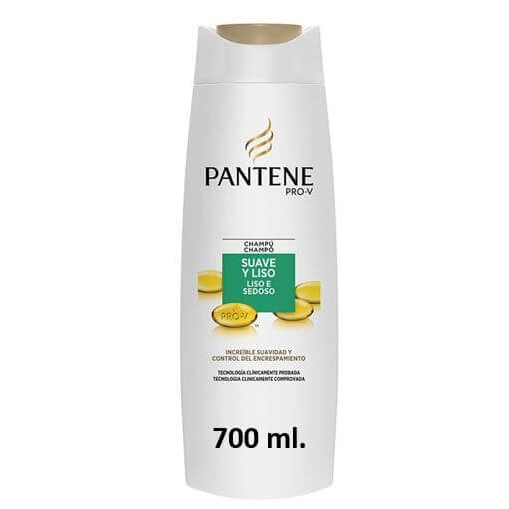 PANTENE
PRO-V
CHAMPÚ
CHAMPÔ
SUAVE
Y LISO
LISO E
SEDOSO
PRO-V
INCREÍBLE SUAVIDAD Y
CONTROL DEL ENCRESPAMIENTO
TECNOLOGÍA CLÍNICAMENTE PROBADA
TECNOLOGIA CLINICAMENTE COMPROVADA
700 ml.